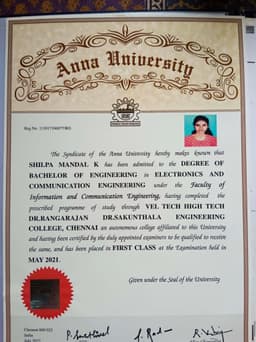 Anna University
The Syndicate of the Anna University hereby makes known that
SHILPA MANDAL K has been admitted to the DEGREE OF
BACHELOR OF ENGINEERING in ELECTRONICS AND
COMMUNICATION ENGINEERING under the Faculty of
Information and Communication Engineering, having completed the
prescribed programme of study through VEL TECH HIGH TECH
DR.RANGARAJAN DR.SAKUNTHALA ENGINEERING
COLLEGE, CHENNAI an autonomous college affiliated to this University
and having been certified by the duly appointed examiners to be qualified to receive
the same, and has been placed in FIRST CLASS at the Examination held in
MAY 2021.
Given under the Seal of the University
Chennai 600 025
India